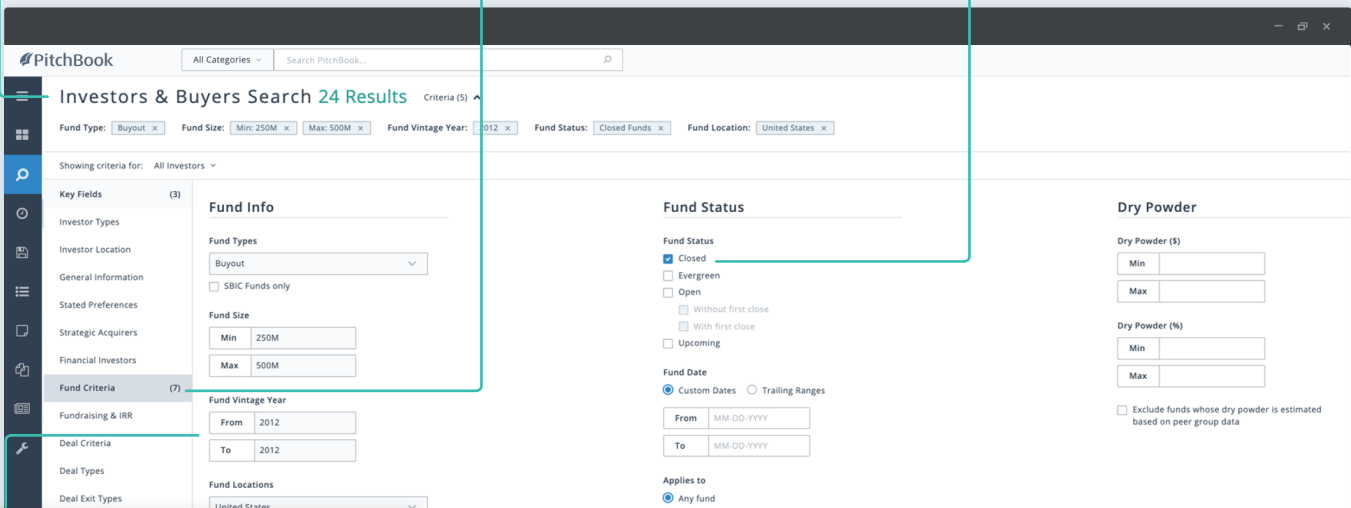 PitchBook
All Categories
Search PitchBook...
Investors & Buyers Search 24 Results
Criteria (5)
Fund Type: Buyout × Fund Size: Min: 250M × Max: 500M × Fund Vintage Year: 2012 × Fund Status: Closed Funds × Fund Location: United States ×
Showing criteria for: All Investors
Key Fields (3)
Investor Types
Investor Location
General Information
Stated Preferences
Strategic Acquirers
Financial Investors
Fund Criteria (7)
Fundraising & IRR
Deal Criteria
Deal Types
Deal Exit Types
Fund Info
Fund Types
Buyout
SBIC Funds only
Fund Size
Min 250M
Max 500M
Fund Vintage Year
From 2012
To 2012
Fund Locations
United States
Fund Status
Fund Status
Closed
Evergreen
Open
Without first close
With first close
Upcoming
Fund Date
Custom Dates Trailing Ranges
From MM-DD-YYYY
To MM-DD-YYYY
Applies to
Any fund
Dry Powder
Dry Powder ($)
Min
Max
Dry Powder (%)
Min
Max
Exclude funds whose dry powder is estimated
based on peer group data